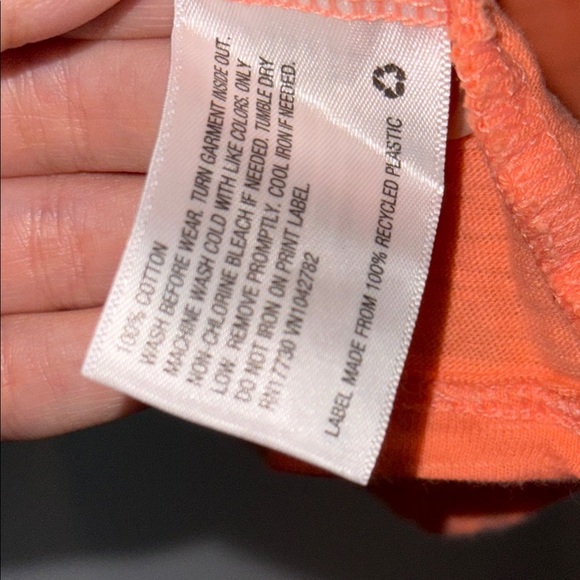 100% COTTON
WASH BEFORE WEAR. TURN GARMENT INSIDE OUT.
MACHINE WASH COLD WITH LIKE COLORS. ONLY
NON-CHLORINE BLEACH IF NEEDED. TUMBLE DRY
LOW. REMOVE PROMPTLY. COOL IRON IF NEEDED.
DO NOT IRON ON PRINT LABEL.
RN17730 VN1042782
LABEL MADE FROM 100% RECYCLED PLASTIC